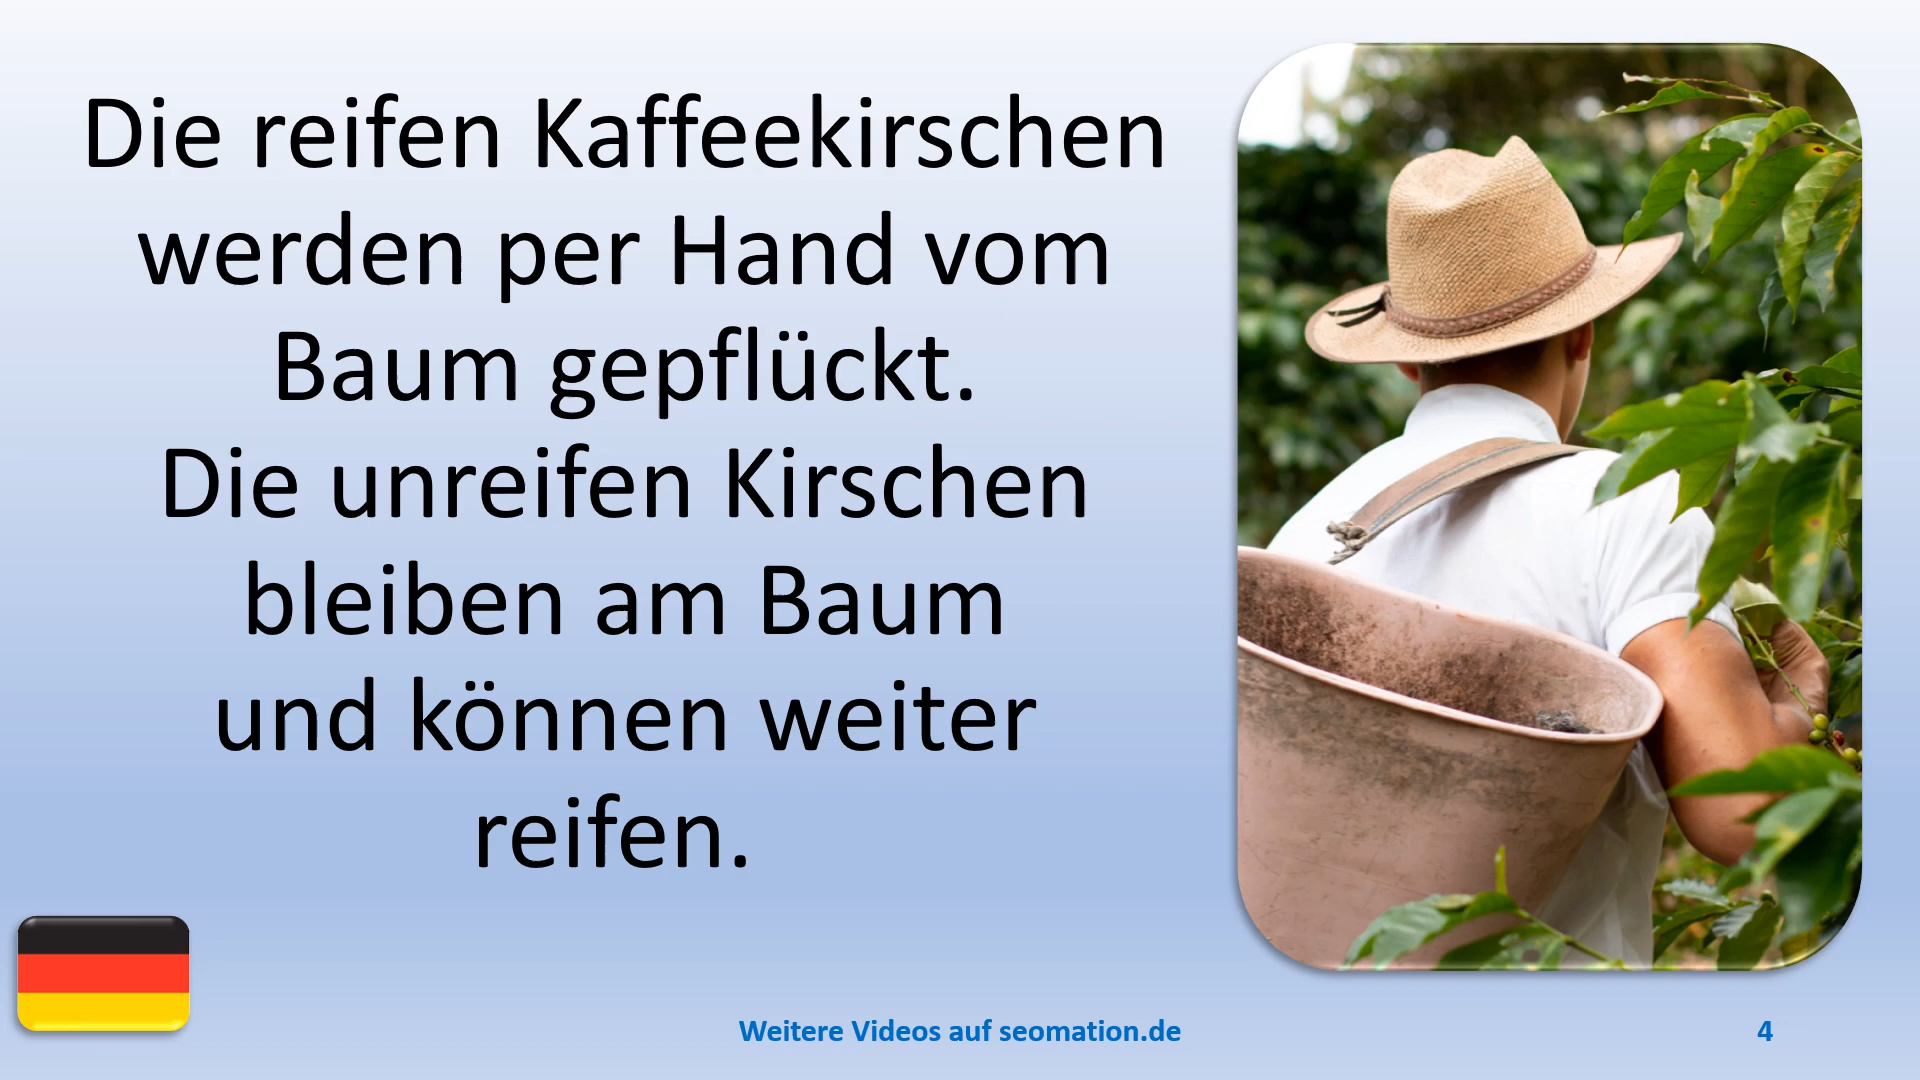 Die reifen Kaffeekirschen
werden per Hand vom
Baum gepflückt.
Die unreifen Kirschen
bleiben am Baum
und können weiter
reifen.
Weitere Videos auf seomation.de
4